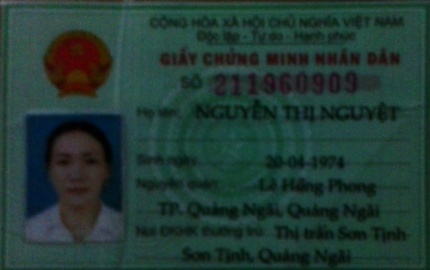 CỘNG HÒA XÃ HỘI CHỦ NGHĨA VIỆT NAM
Độc lập - Tự do - Hạnh phúc
GIẤY CHỨNG MINH NHÂN DÂN
SỐ 211960909
Họ tên: NGUYỄN THỊ NGUYỆT
Sinh ngày: 20-01-1974
Nguyên quán: Lê Hồng Phong
TP. Quảng Ngãi, Quảng Ngãi
Nơi ĐKHK thường trú: Thị trấn Sơn Tịnh
Sơn Tịnh, Quảng Ngãi